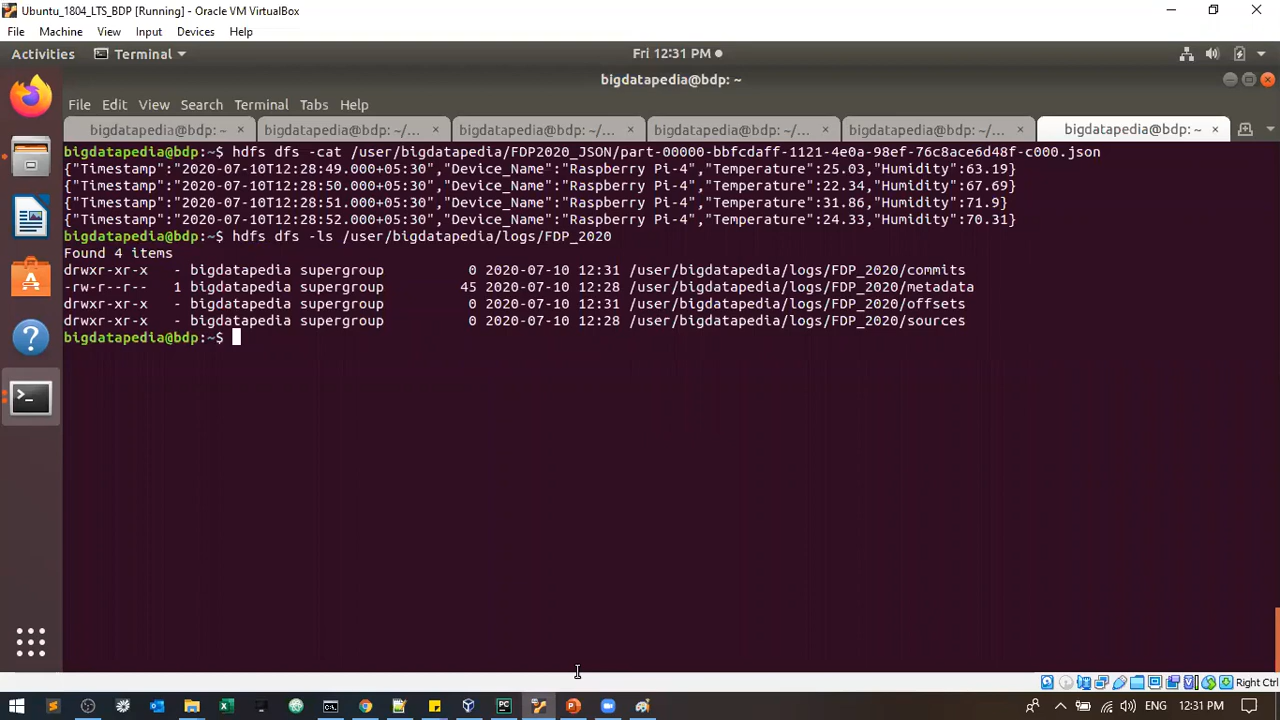 Ubuntu_1804_LTS_BDP [Running] - Oracle VM VirtualBox
File Machine View Input Devices Help
Activities Terminal Fri 12:31
bigdatapedia@bdp: ~
File Edit View Search Terminal Tabs Help
bigdatapedia@bdp: ~ × bigdatapedia@bdp: ~/... × bigdatapedia@bdp: ~/... × bigdatapedia@bdp: ~/... × bigdatapedia@bdp: ~/... × bigdatapedia@bdp: ~ ×
bigdatapedia@bdp:~$ hdfs dfs -cat /user/bigdatapedia/FDP2020_JSON/part-00000-bbfcdaff-1121-4e0a-98ef-76c8ace6d48f-c000.json
{"Timestamp":"2020-07-10T12:28:49.000+05:30","Device_Name":"Raspberry Pi-4","Temperature":25.03,"Humidity":63.19}
{"Timestamp":"2020-07-10T12:28:50.000+05:30","Device_Name":"Raspberry Pi-4","Temperature":22.34,"Humidity":67.69}
{"Timestamp":"2020-07-10T12:28:51.000+05:30","Device_Name":"Raspberry Pi-4","Temperature":31.86,"Humidity":71.9}
{"Timestamp":"2020-07-10T12:28:52.000+05:30","Device_Name":"Raspberry Pi-4","Temperature":24.33,"Humidity":70.31}
bigdatapedia@bdp:~$ hdfs dfs -ls /user/bigdatapedia/logs/FDP_2020
Found 4 items
drwxr-xr-x - bigdatapedia supergroup 0 2020-07-10 12:31 /user/bigdatapedia/logs/FDP_2020/commits
-rw-r--r-- 1 bigdatapedia supergroup 45 2020-07-10 12:28 /user/bigdatapedia/logs/FDP_2020/metadata
drwxr-xr-x - bigdatapedia supergroup 0 2020-07-10 12:31 /user/bigdatapedia/logs/FDP_2020/offsets
drwxr-xr-x - bigdatapedia supergroup 0 2020-07-10 12:28 /user/bigdatapedia/logs/FDP_2020/sources
bigdatapedia@bdp:~$
Right Ctrl
ENG 12:31 PM